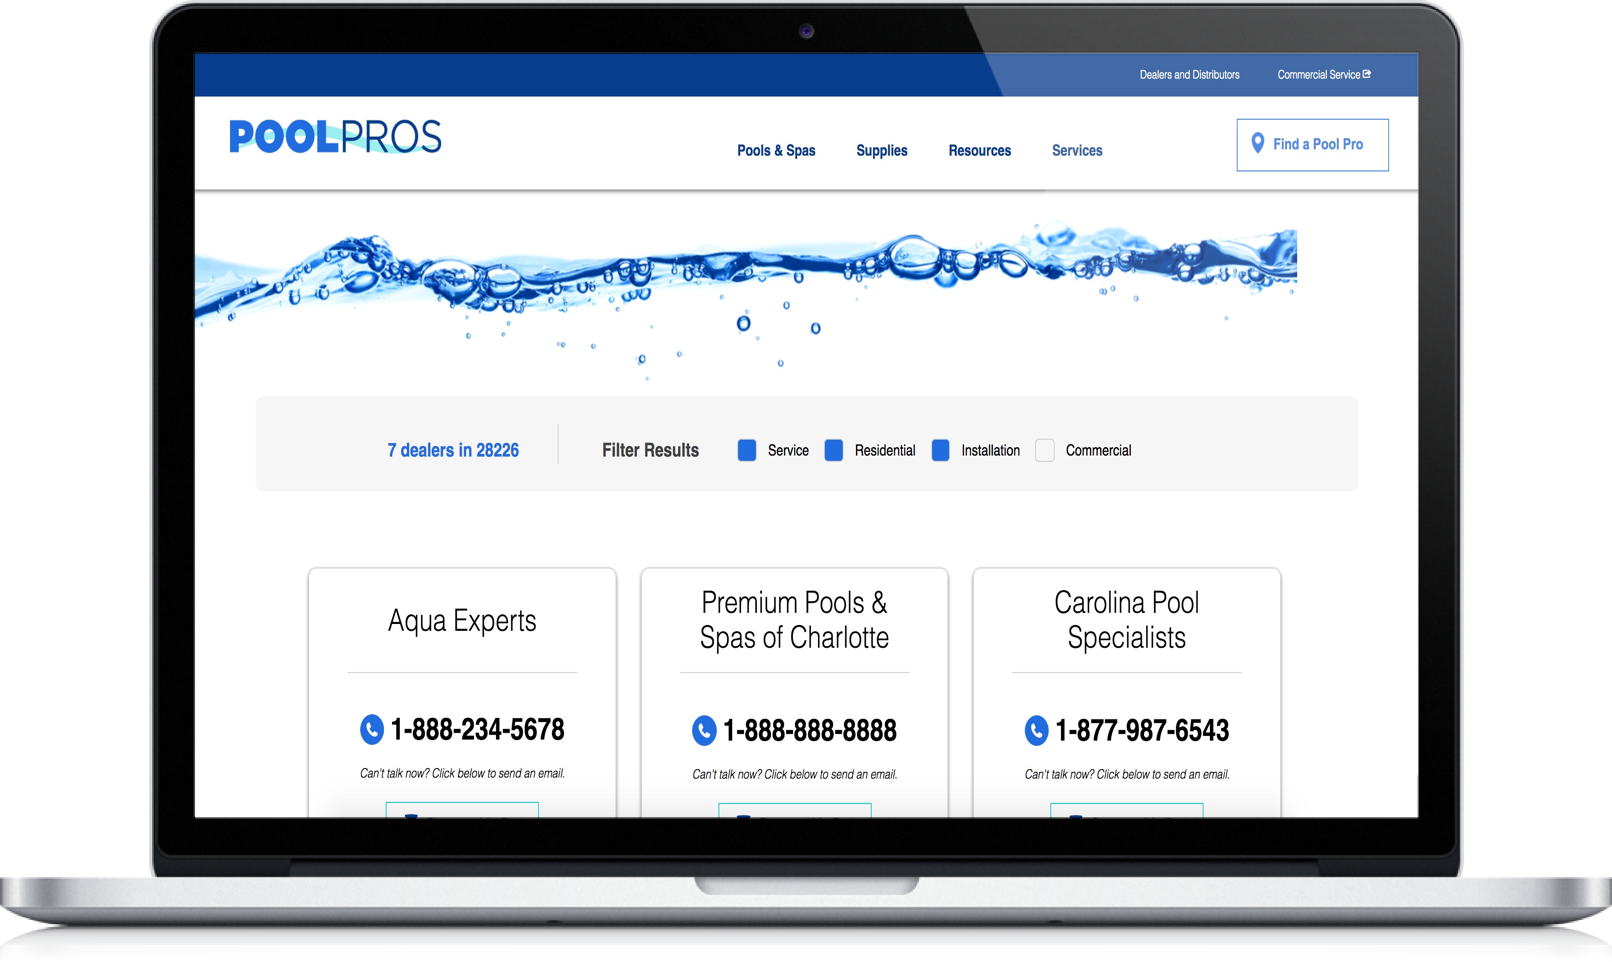 Dealers and Distributors Commercial Service
POOLPROS
Pools & Spas Supplies Resources Services
Find a Pool Pro
7 dealers in 28226 Filter Results Service Residential Installation Commercial
Aqua Experts
1-888-234-5678
Can't talk now? Click below to send an email.
Premium Pools &
Spas of Charlotte
1-888-888-8888
Can't talk now? Click below to send an email.
Carolina Pool
Specialists
1-877-987-6543
Can't talk now? Click below to send an email.